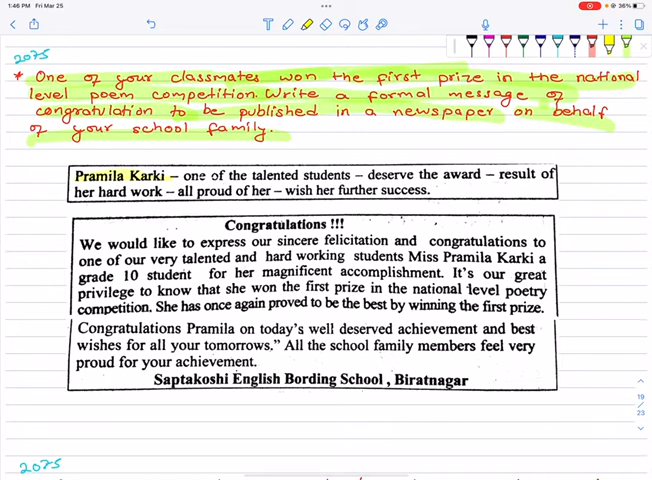 1:46 PM Fri Mar 25
36%
2075
* One of your classmates won the first prize in the national
level poem competition. Write a formal message of
congratulation to be published in a newspaper on behalf
of your school family.
Pramila Karki – one of the talented students – deserve the award – result of
her hard work – all proud of her – wish her further success.
Congratulations !!!
We would like to express our sincere felicitation and congratulations to
one of our very talented and hard working students Miss Pramila Karki a
grade 10 student for her magnificent accomplishment. It's our great
privilege to know that she won the first prize in the national level poetry
competition. She has once again proved to be the best by winning the first prize.
Congratulations Pramila on today's well deserved achievement and best
wishes for all your tomorrows." All the school family members feel very
proud for your achievement.
Saptakoshi English Bording School , Biratnagar
19
/
23
2075